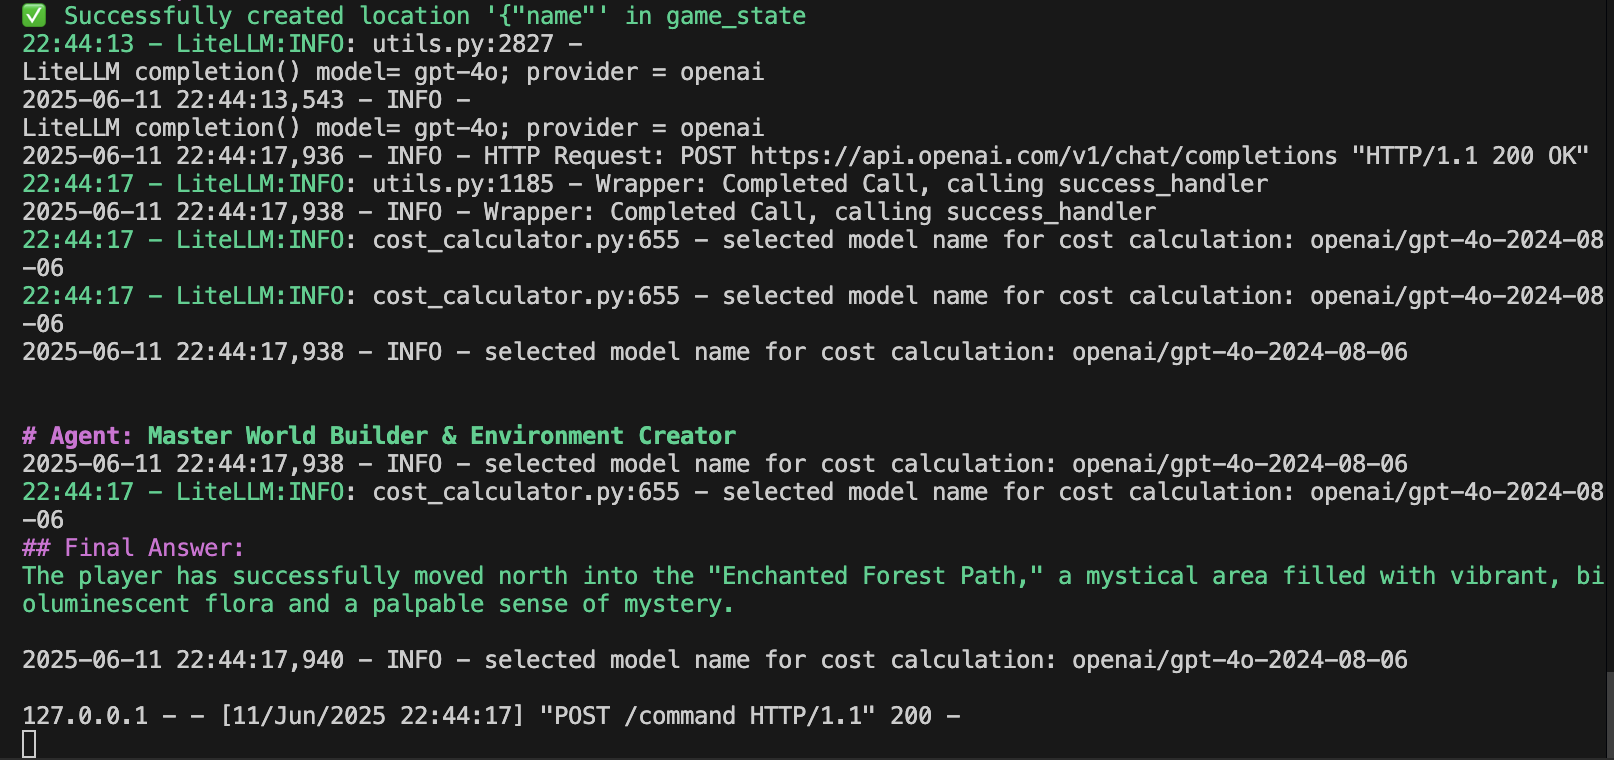 ✅ Successfully created location '{"name"' in game_state
22:44:13 - LiteLLM:INFO: utils.py:2827 -
LiteLLM completion() model= gpt-4o; provider = openai
2025-06-11 22:44:13,543 - INFO -
LiteLLM completion() model= gpt-4o; provider = openai
2025-06-11 22:44:17,936 - INFO - HTTP Request: POST https://api.openai.com/v1/chat/completions "HTTP/1.1 200 OK"
22:44:17 - LiteLLM:INFO: utils.py:1185 - Wrapper: Completed Call, calling success_handler
2025-06-11 22:44:17,938 - INFO - Wrapper: Completed Call, calling success_handler
22:44:17 - LiteLLM:INFO: cost_calculator.py:655 - selected model name for cost calculation: openai/gpt-4o-2024-08
-06
22:44:17 - LiteLLM:INFO: cost_calculator.py:655 - selected model name for cost calculation: openai/gpt-4o-2024-08
-06
2025-06-11 22:44:17,938 - INFO - selected model name for cost calculation: openai/gpt-4o-2024-08-06
# Agent: Master World Builder & Environment Creator
2025-06-11 22:44:17,938 - INFO - selected model name for cost calculation: openai/gpt-4o-2024-08-06
22:44:17 - LiteLLM:INFO: cost_calculator.py:655 - selected model name for cost calculation: openai/gpt-4o-2024-08
-06
## Final Answer:
The player has successfully moved north into the "Enchanted Forest Path," a mystical area filled with vibrant, bi
oluminescent flora and a palpable sense of mystery.
2025-06-11 22:44:17,940 - INFO - selected model name for cost calculation: openai/gpt-4o-2024-08-06
127.0.0.1 - - [11/Jun/2025 22:44:17] "POST /command HTTP/1.1" 200 -